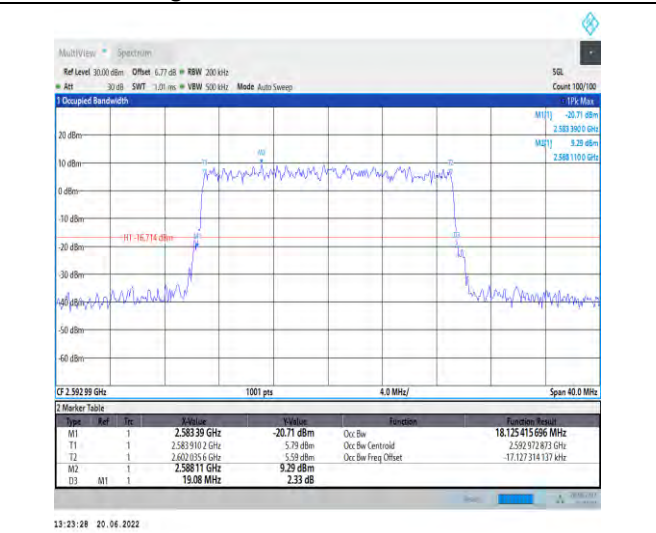 MultiView Spectrum
Ref Level 30.00 dBm Offset 6.77 dB RBW 200 kHz SGL
Att 30 dB SWT 1.01 ms VBW 500 kHz Mode Auto Sweep Count 100/100
1 Occupied Bandwidth 1Pk Max
M1[1] -20.71 dBm
2.583 3900 GHz
20 dBm
M2[1] 9.29 dBm
2.588 1100 GHz
M2
10 dBm T1 T2
0 dBm
-10 dBm
H1 -16.714 dBm M1 D3
-20 dBm
-30 dBm
-40 dBm
-50 dBm
-60 dBm
CF 2.592 99 GHz 1001 pts 4.0 MHz/ Span 40.0 MHz
2 Marker Table
Type Ref Trc X-Value Y-Value Function Function Result
M1 1 2.583 39 GHz -20.71 dBm Occ Bw 18.125 415 696 MHz
T1 1 2.583 910 2 GHz 5.79 dBm Occ Bw Centroid 2.592 972 873 GHz
T2 1 2.602 035 6 GHz 5.59 dBm Occ Bw Freq Offset -17.127 314 137 kHz
M2 1 2.588 11 GHz 9.29 dBm
D3 M1 1 19.08 MHz 2.33 dB
13:23:28 20.06.2022